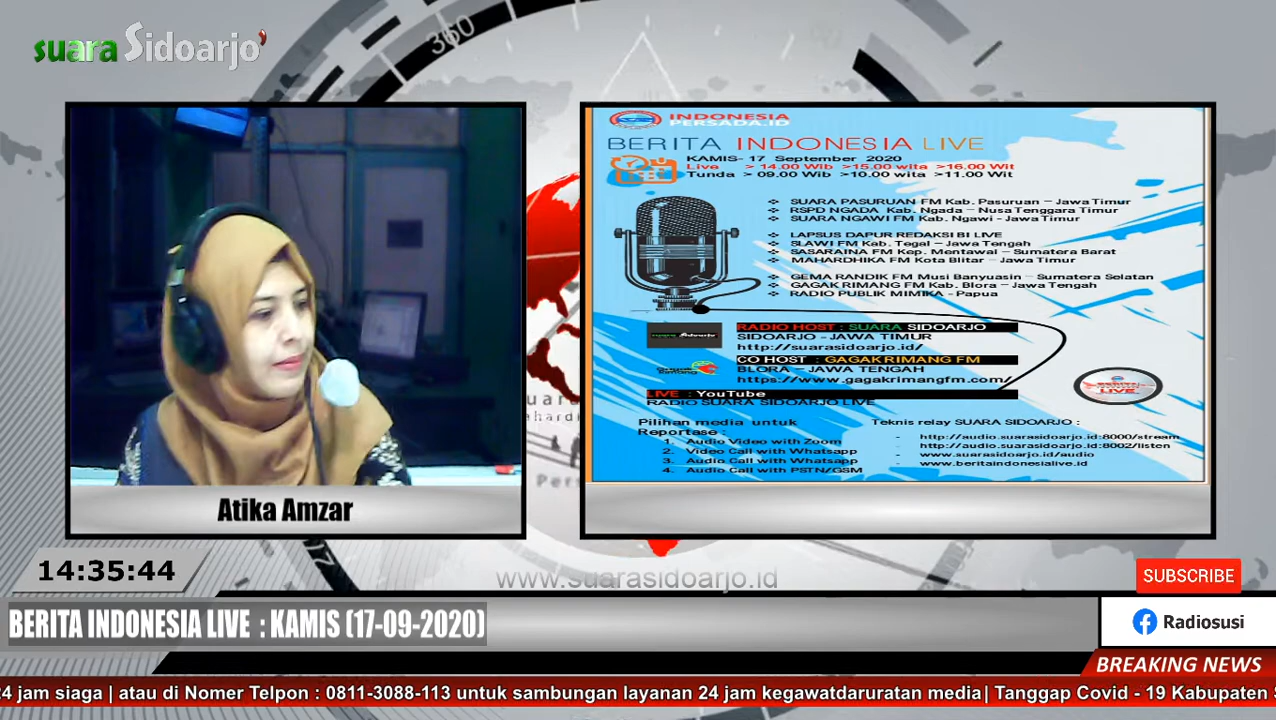 suara Sidoarjo
360
INDONESIA
PERSADA.ID
BERITA INDONESIA LIVE
KAMIS- 17 September 2020
Live > 14.00 Wib >15.00 wita >16.00 Wit
Tunda > 09.00 Wib >10.00 wita >11.00 Wit
❖ SUARA PASURUAN FM Kab. Pasuruan – Jawa Timur
❖ RSPD NGADA Kab. Ngada – Nusa Tenggara Timur
❖ SUARA NGAWI FM Kab. Ngawi - Jawa Timur
❖ LAPSUS DAPUR REDAKSI BI LIVE
❖ SLAWI FM Kab. Tegal – Jawa Tengah
❖ SASARAINA FM Kep. Mentawai – Sumatera Barat
❖ MAHARDHIKA FM Kota Blitar – Jawa Timur
❖ GEMA RANDIK FM Musi Banyuasin – Sumatera Selatan
❖ GAGAK RIMANG FM Kab. Blora – Jawa Tengah
❖ RADIO PUBLIK MIMIKA - Papua
RADIO HOST : SUARA SIDOARJO
SIDOARJO - JAWA TIMUR
http://suarasidoarjo.id/
CO HOST : GAGAK RIMANG FM
BLORA – JAWA TENGAH
https://www.gagakrimangfm.com/
LIVE : YouTube
RADIO SUARA SIDOARJO LIVE
Pilihan media untuk
Reportase :
1. Audio Video with Zoom
2. Video Call with Whatsapp
3. Audio Call with Whatsapp
4. Audio Call with PSTN/GSM
Teknis relay SUARA SIDOARJO :
- http://audio.suarasidoarjo.id:8000/stream
- http://audio.suarasidoarjo.id:8002/listen
- www.suarasidoarjo.id/audio
- www.beritaindonesialive.id
Atika Amzar
14:35:44
www.suarasidoarjo.id
SUBSCRIBE
BERITA INDONESIA LIVE : KAMIS (17-09-2020)
Radiosusi
BREAKING NEWS
24 jam siaga | atau di Nomer Telpon : 0811-3088-113 untuk sambungan layanan 24 jam kegawatdaruratan media| Tanggap Covid - 19 Kabupaten S